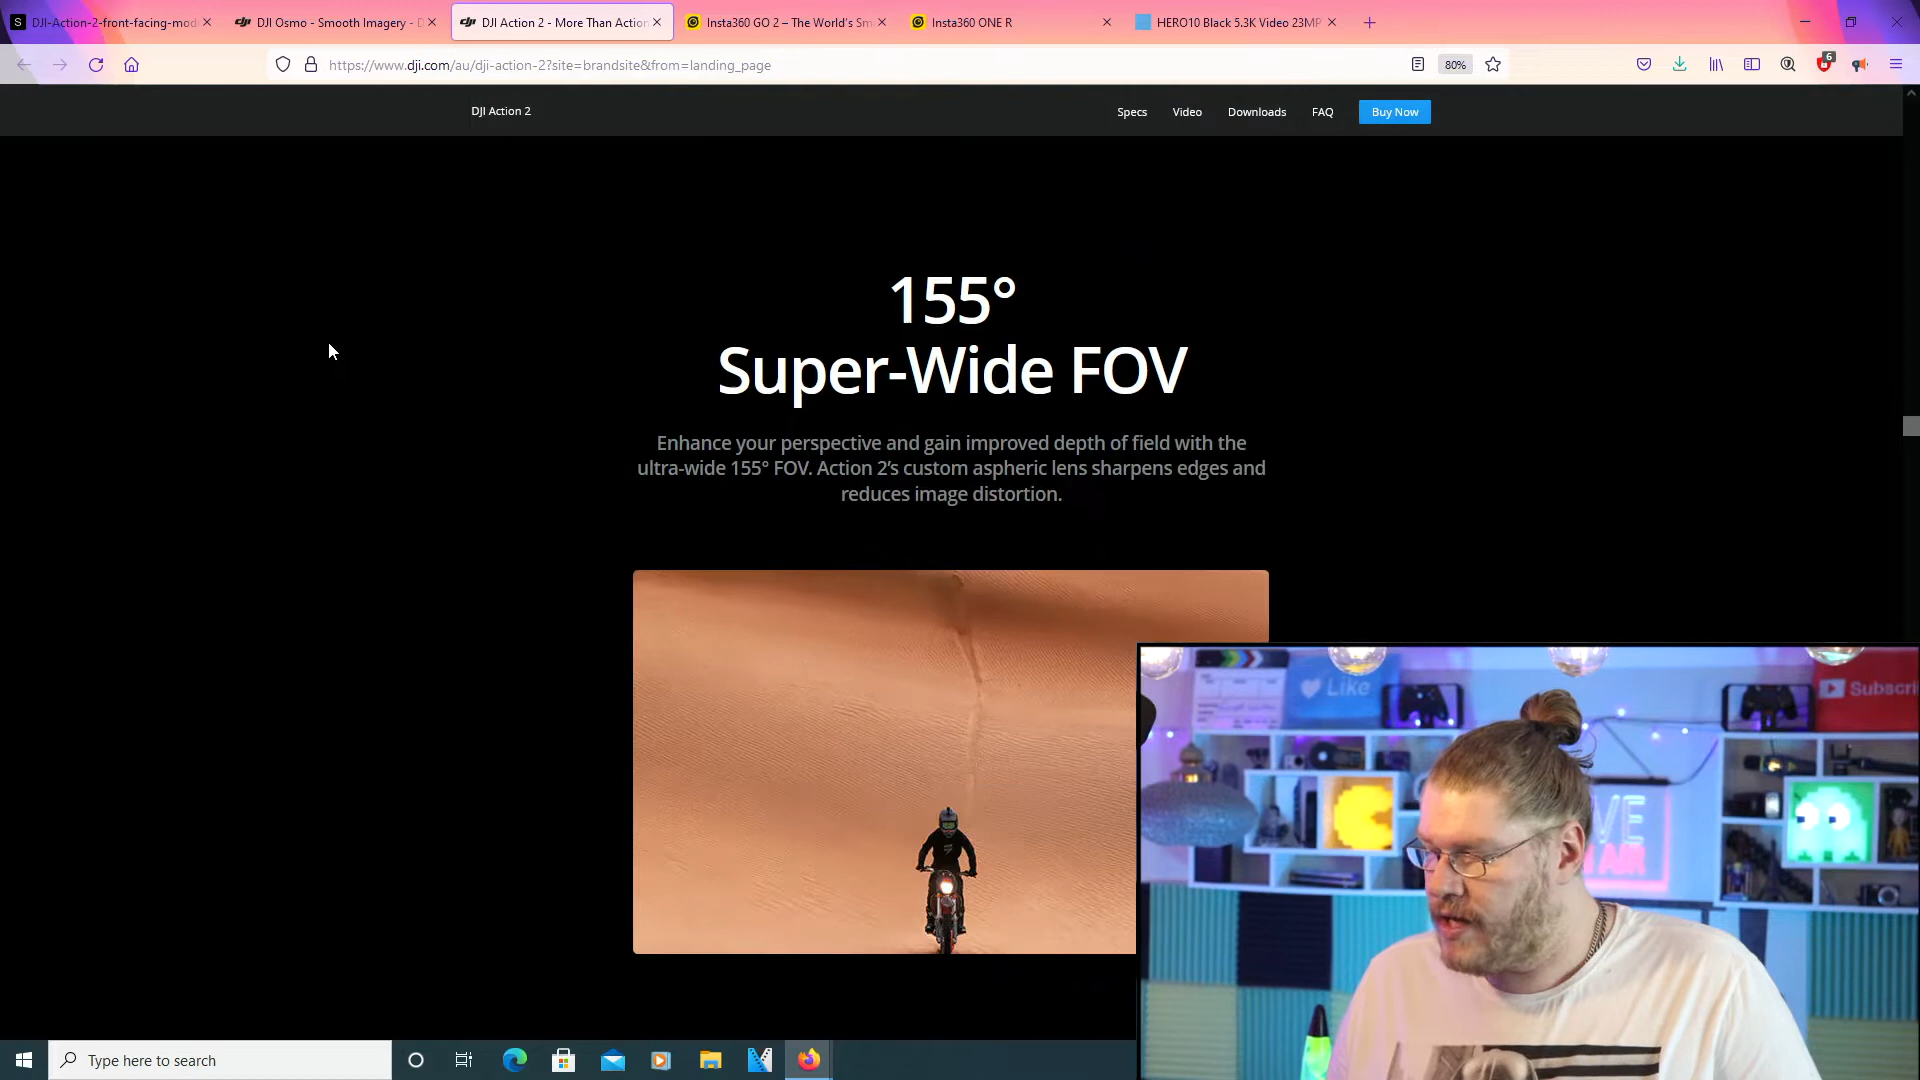 DJI-Action-2-front-facing-mod
DJI Osmo - Smooth Imagery - D
DJI Action 2 - More Than Action
Insta360 GO 2 – The World's Sm
Insta360 ONE R
HERO10 Black 5.3K Video 23MP
https://www.dji.com/au/dji-action-2?site=brandsite&from=landing_page
80%
6
DJI Action 2
Specs
Video
Downloads
FAQ
Buy Now
155°
Super-Wide FOV
Enhance your perspective and gain improved depth of field with the
ultra-wide 155° FOV. Action 2's custom aspheric lens sharpens edges and
reduces image distortion.
Like
Subscri
VE
AIR
Type here to search